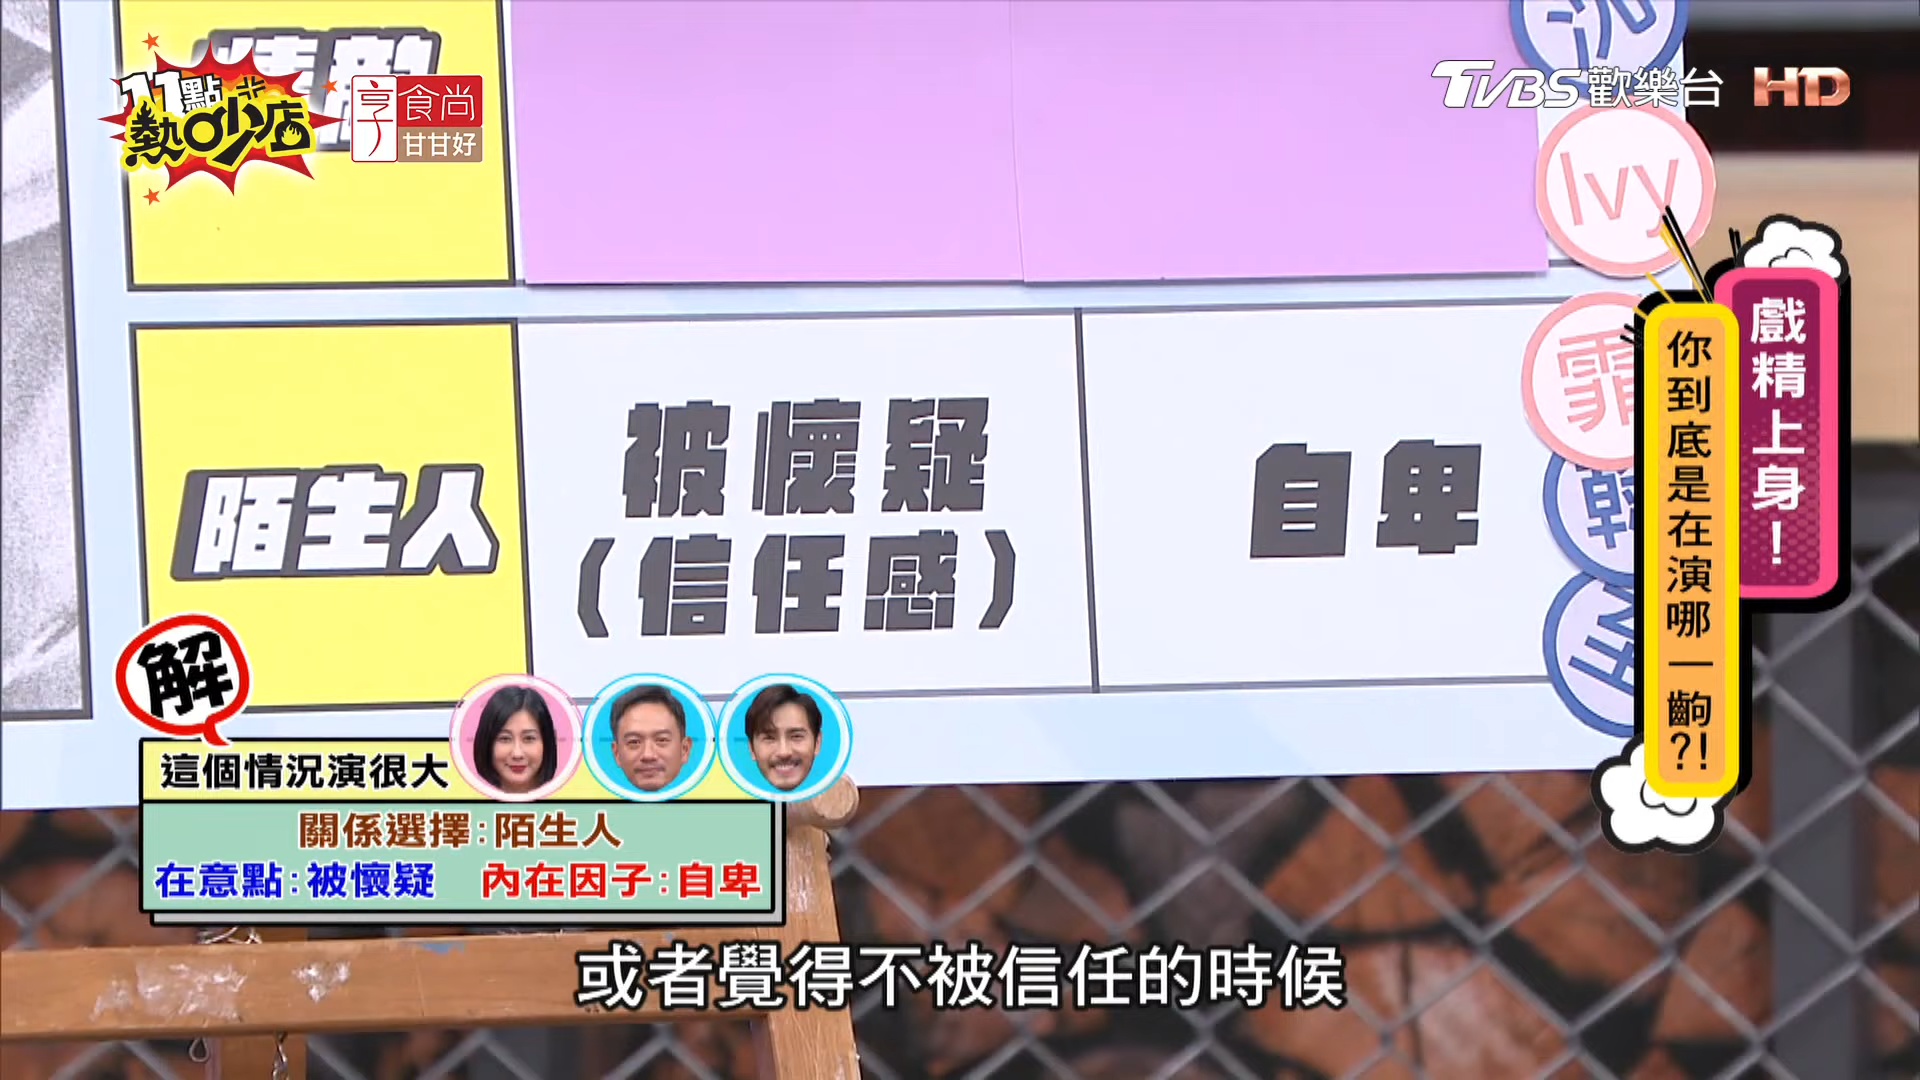 11點
熱吵店
享食尚
甘甘好
TVBS歡樂台 HD
Ivy
霏
戲精上身！
你到底是在演哪一齣?!
陌生人
被懷疑
(信任感)
自卑
解
這個情況演很大
關係選擇:陌生人
在意點:被懷疑 內在因子:自卑
或者覺得不被信任的時候